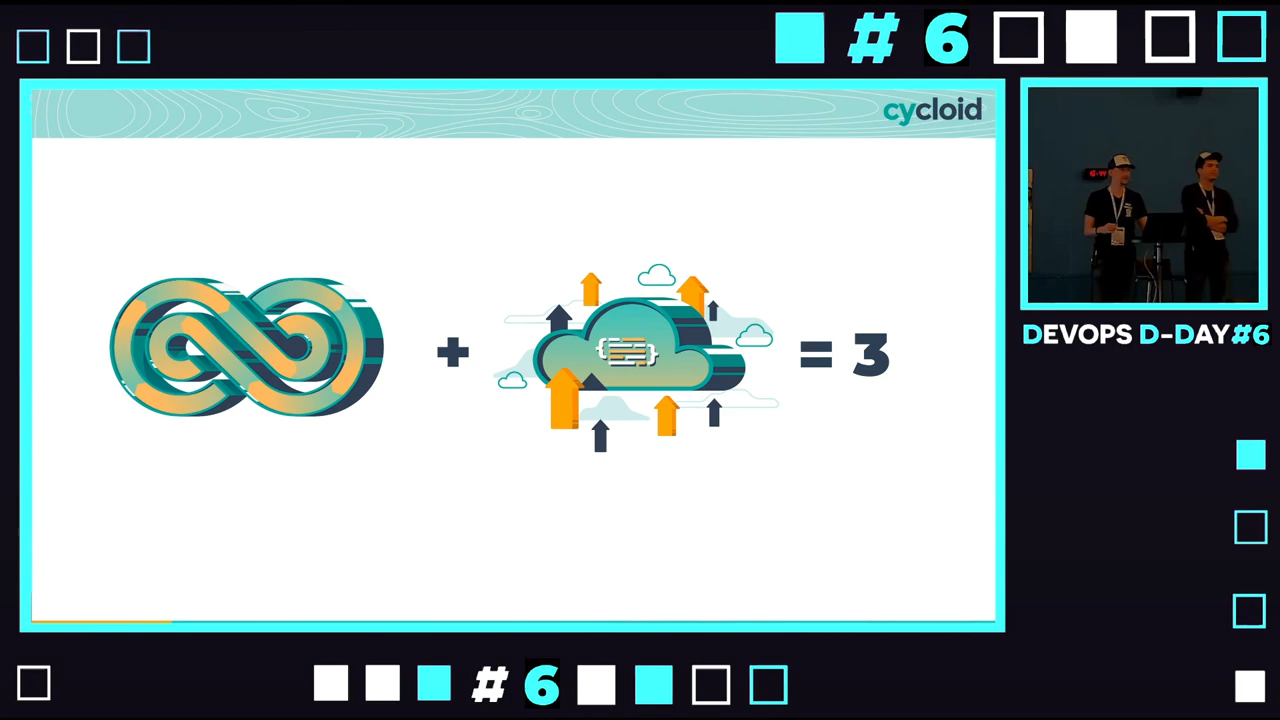 # 6
cycloid
+ = 3
DEVOPS D-DAY#6
# 6